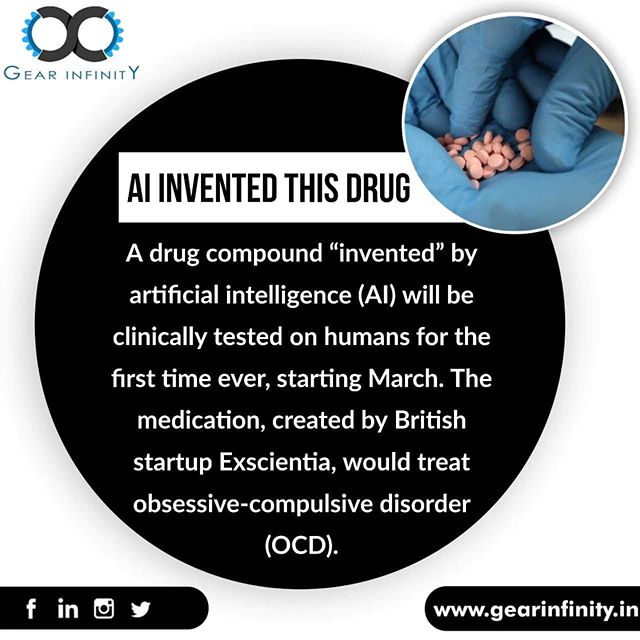 GEAR INFINITY
AI INVENTED THIS DRUG
A drug compound “invented” by
artificial intelligence (AI) will be
clinically tested on humans for the
first time ever, starting March. The
medication, created by British
startup Exscientia, would treat
obsessive-compulsive disorder
(OCD).
www.gearinfinity.in